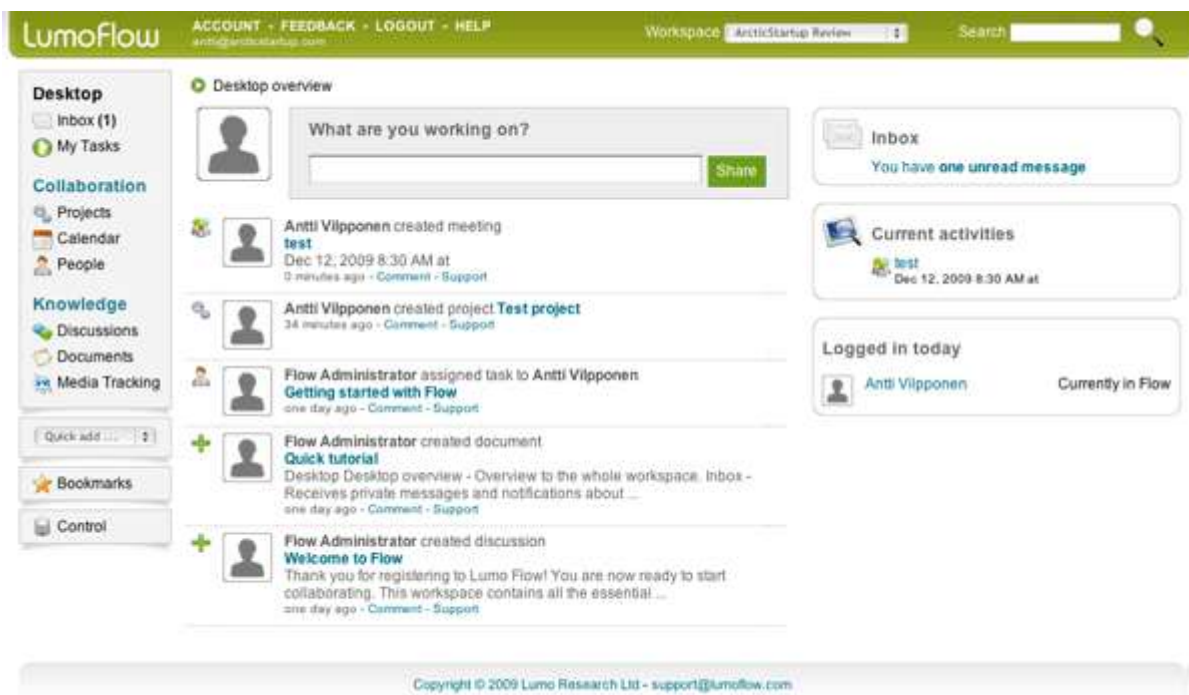 LUMOFLOW
ACCOUNT - FEEDBACK - LOGOUT - HELP
antti@arcticstartup.com
Workspace ArcticStartup Review
Search
Desktop
Inbox (1)
My Tasks
Collaboration
Projects
Calendar
People
Knowledge
Discussions
Documents
Media Tracking
Quick add ...
Bookmarks
Control
Desktop overview
What are you working on?
Share
Antti Vilpponen created meeting
test
Dec 12, 2009 8:30 AM at
0 minutes ago - Comment - Support
Antti Vilpponen created project Test project
34 minutes ago - Comment - Support
Flow Administrator assigned task to Antti Vilpponen
Getting started with Flow
one day ago - Comment - Support
Flow Administrator created document
Quick tutorial
Desktop Desktop overview - Overview to the whole workspace. Inbox -
Receives private messages and notifications about ...
one day ago - Comment - Support
Flow Administrator created discussion
Welcome to Flow
Thank you for registering to Lumo Flow! You are now ready to start
collaborating. This workspace contains all the essential ...
one day ago - Comment - Support
Inbox
You have one unread message
Current activities
test
Dec 12, 2009 8:30 AM at
Logged in today
Antti Vilpponen Currently in Flow
Copyright © 2009 Lumo Research Ltd - support@lumoflow.com